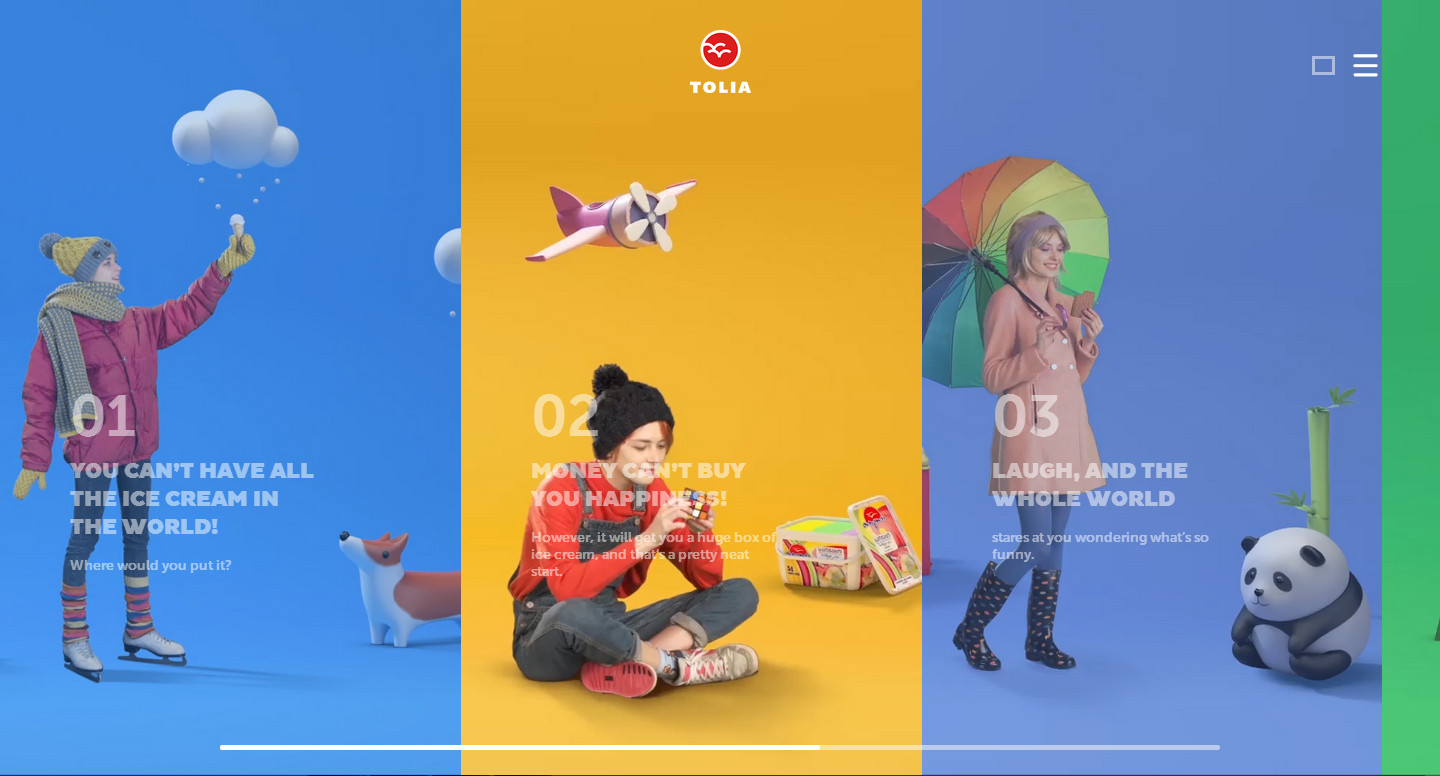 TOLIA
01
YOU CAN'T HAVE ALL
THE ICE CREAM IN
THE WORLD!
Where would you put it?
02
MONEY CAN'T BUY
YOU HAPPINESS!
However, it will get you a huge box of
ice cream, and that's a pretty neat
start.
03
LAUGH, AND THE
WHOLE WORLD
stares at you wondering what's so
funny.